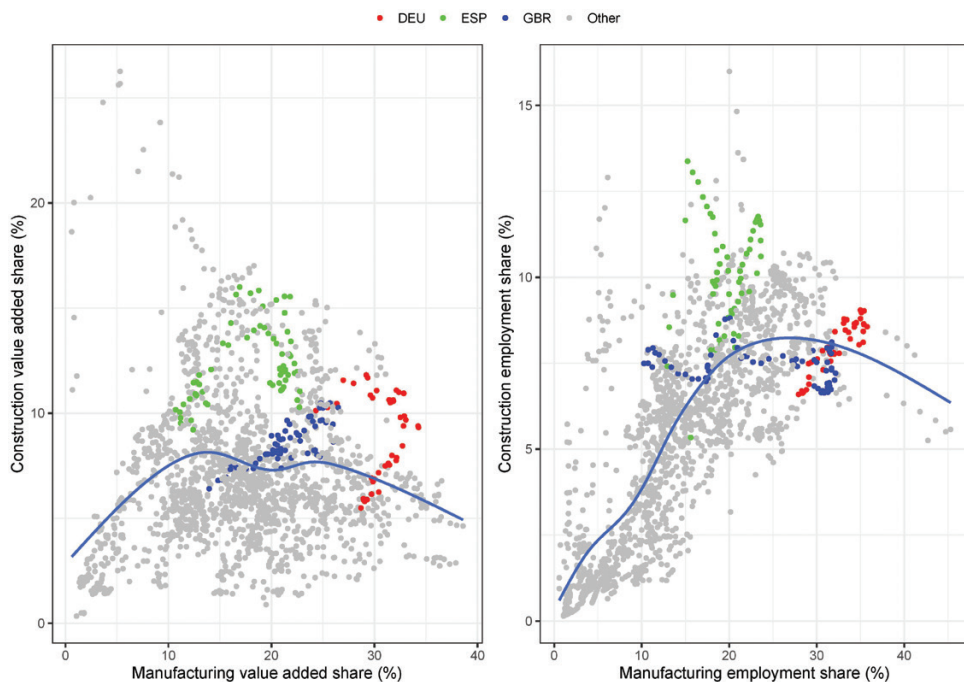 DEU ESP GBR Other
Construction value added share (%)
20
10
0
0 10 20 30 40
Manufacturing value added share (%)
Construction employment share (%)
15
10
5
0
0 10 20 30 40
Manufacturing employment share (%)